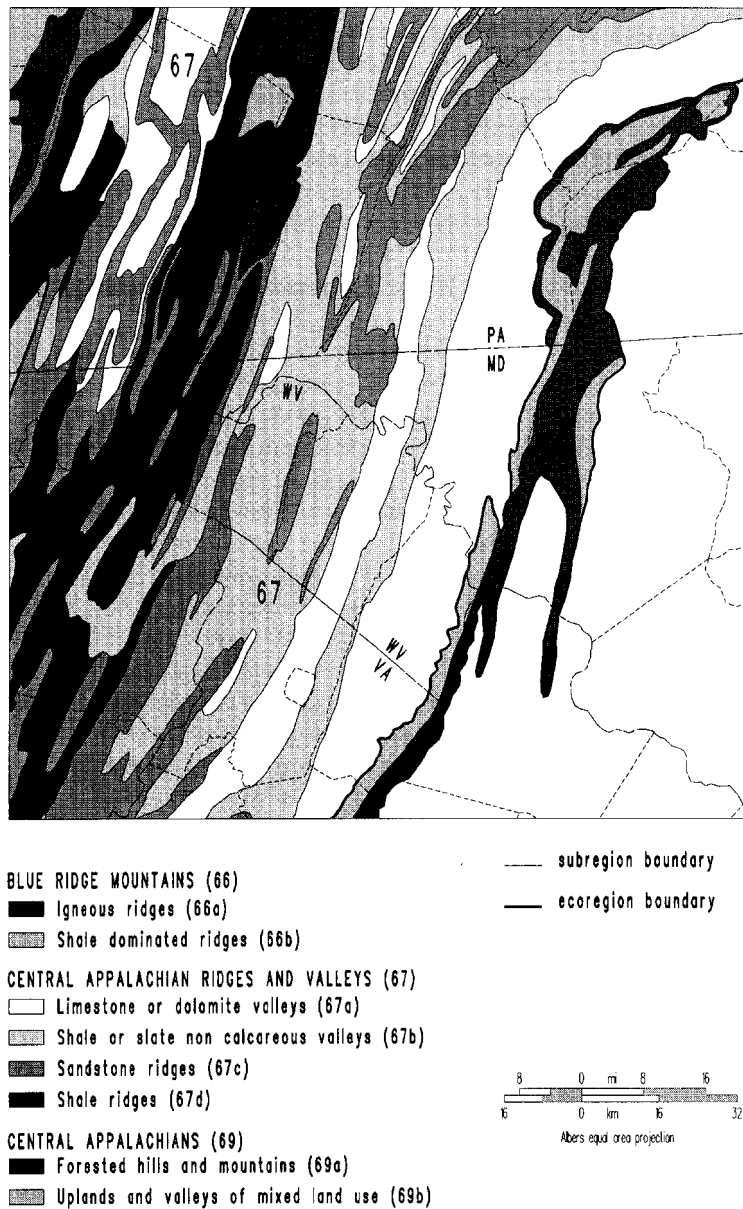 67
PA
MD
WV
67
WV
VA
BLUE RIDGE MOUNTAINS (66)
Igneous ridges (66a)
Shale dominated ridges (66b)
CENTRAL APPALACHIAN RIDGES AND VALLEYS (67)
Limestone or dolomite valleys (67a)
Shale or slate non calcareous valleys (67b)
Sandstone ridges (67c)
Shale ridges (67d)
CENTRAL APPALACHIANS (69)
Forested hills and mountains (69a)
Uplands and valleys of mixed land use (69b)
subregion boundary
ecoregion boundary
8 0 mi 8 16
16 0 km 16 32
Albers equal area projection